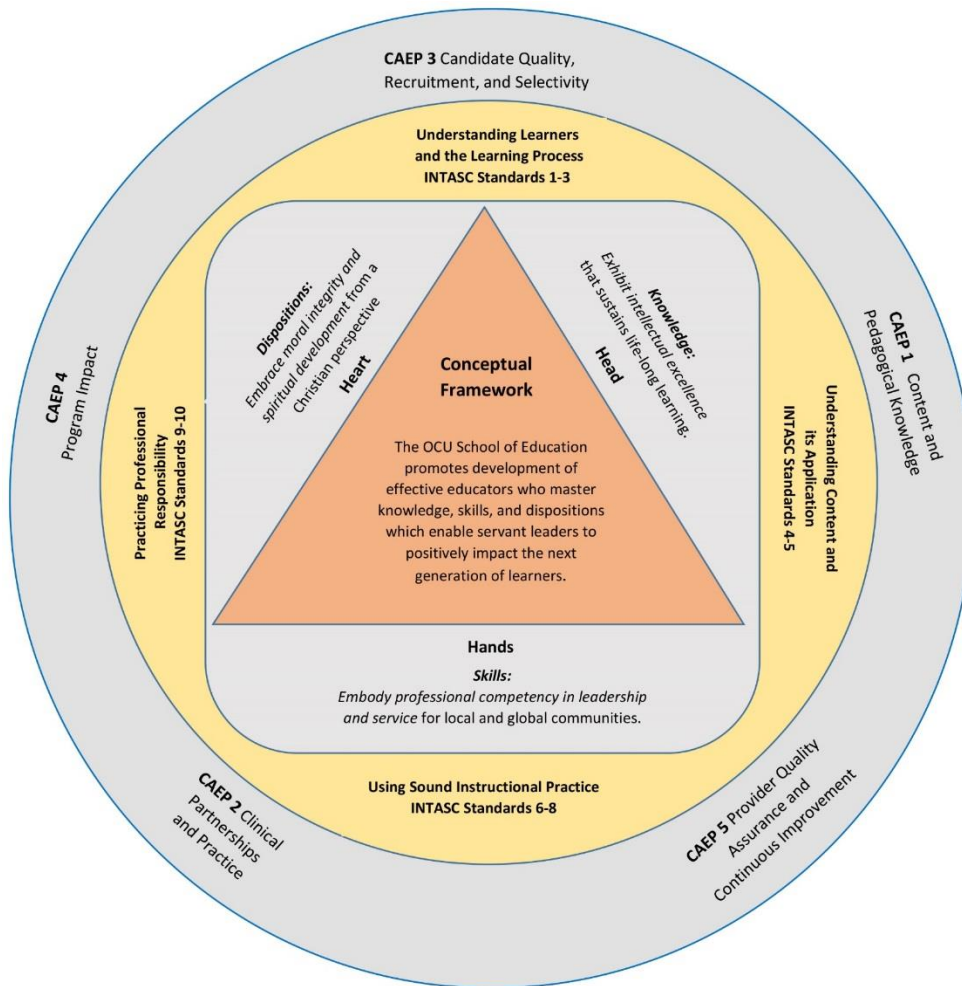 CAEP 3 Candidate Quality,
Recruitment, and Selectivity
Understanding Learners
and the Learning Process
INTASC Standards 1-3
Dispositions:
Embrace moral integrity and
spiritual development from a
Christian perspective
Heart
Knowledge:
Exhibit intellectual excellence
that sustains life-long learning.
Head
CAEP 1 Content and
Pedagogical Knowledge
CAEP 4
Program Impact
Practicing Professional
Responsibility
INTASC Standards 9-10
Conceptual
Framework
The OCU School of Education
promotes development of
effective educators who master
knowledge, skills, and dispositions
which enable servant leaders to
positively impact the next
generation of learners.
Understanding Content and
its Application
INTASC Standards 4-5
Hands
Skills:
Embody professional competency in leadership
and service for local and global communities.
Using Sound Instructional Practice
INTASC Standards 6-8
CAEP 2 Clinical
Partnerships
and Practice
CAEP 5 Provider Quality
Assurance and
Continuous Improvement